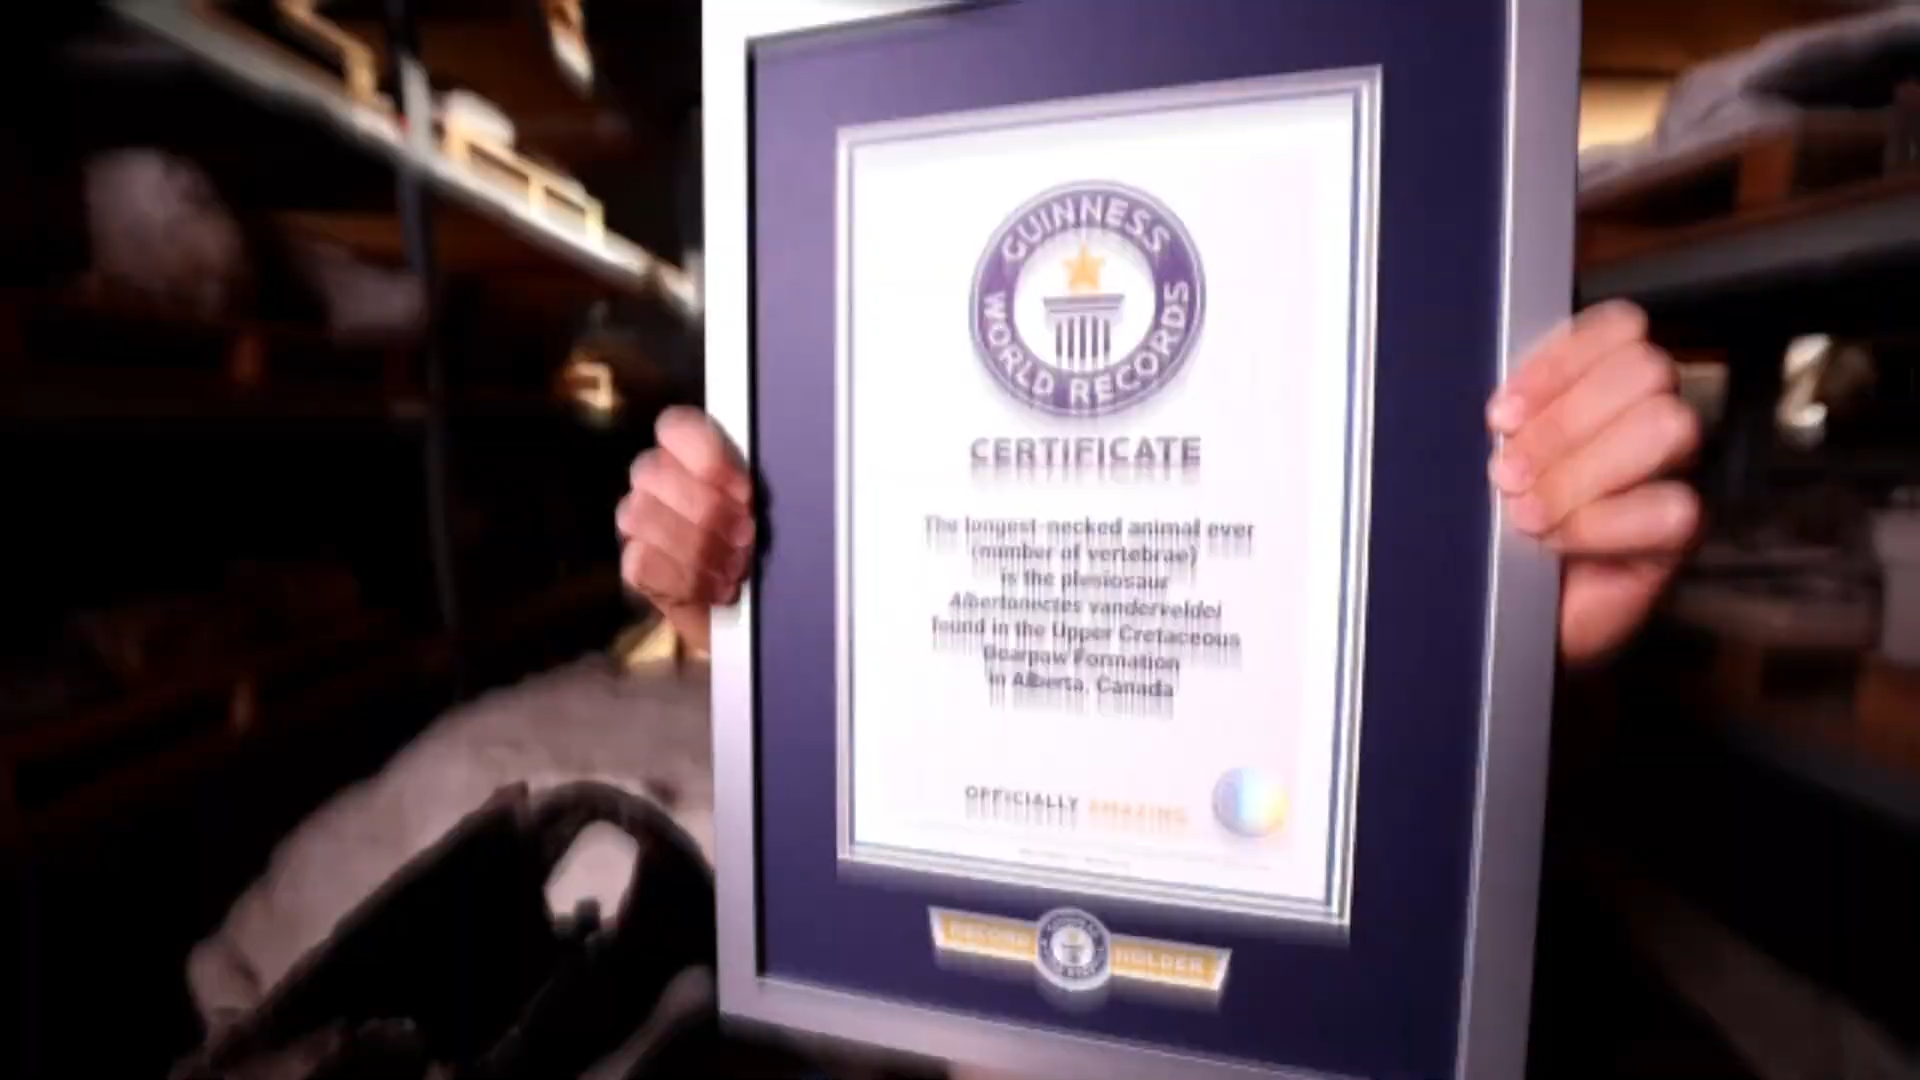 GUINNESS
WORLD RECORDS
CERTIFICATE
The longest-necked animal ever
(number of vertebrae)
is the plesiosaur
Albertonectes vanderveldei
found in the Upper Cretaceous
Bearpaw Formation
in Alberta, Canada
OFFICIALLY AMAZING
RECORD HOLDER